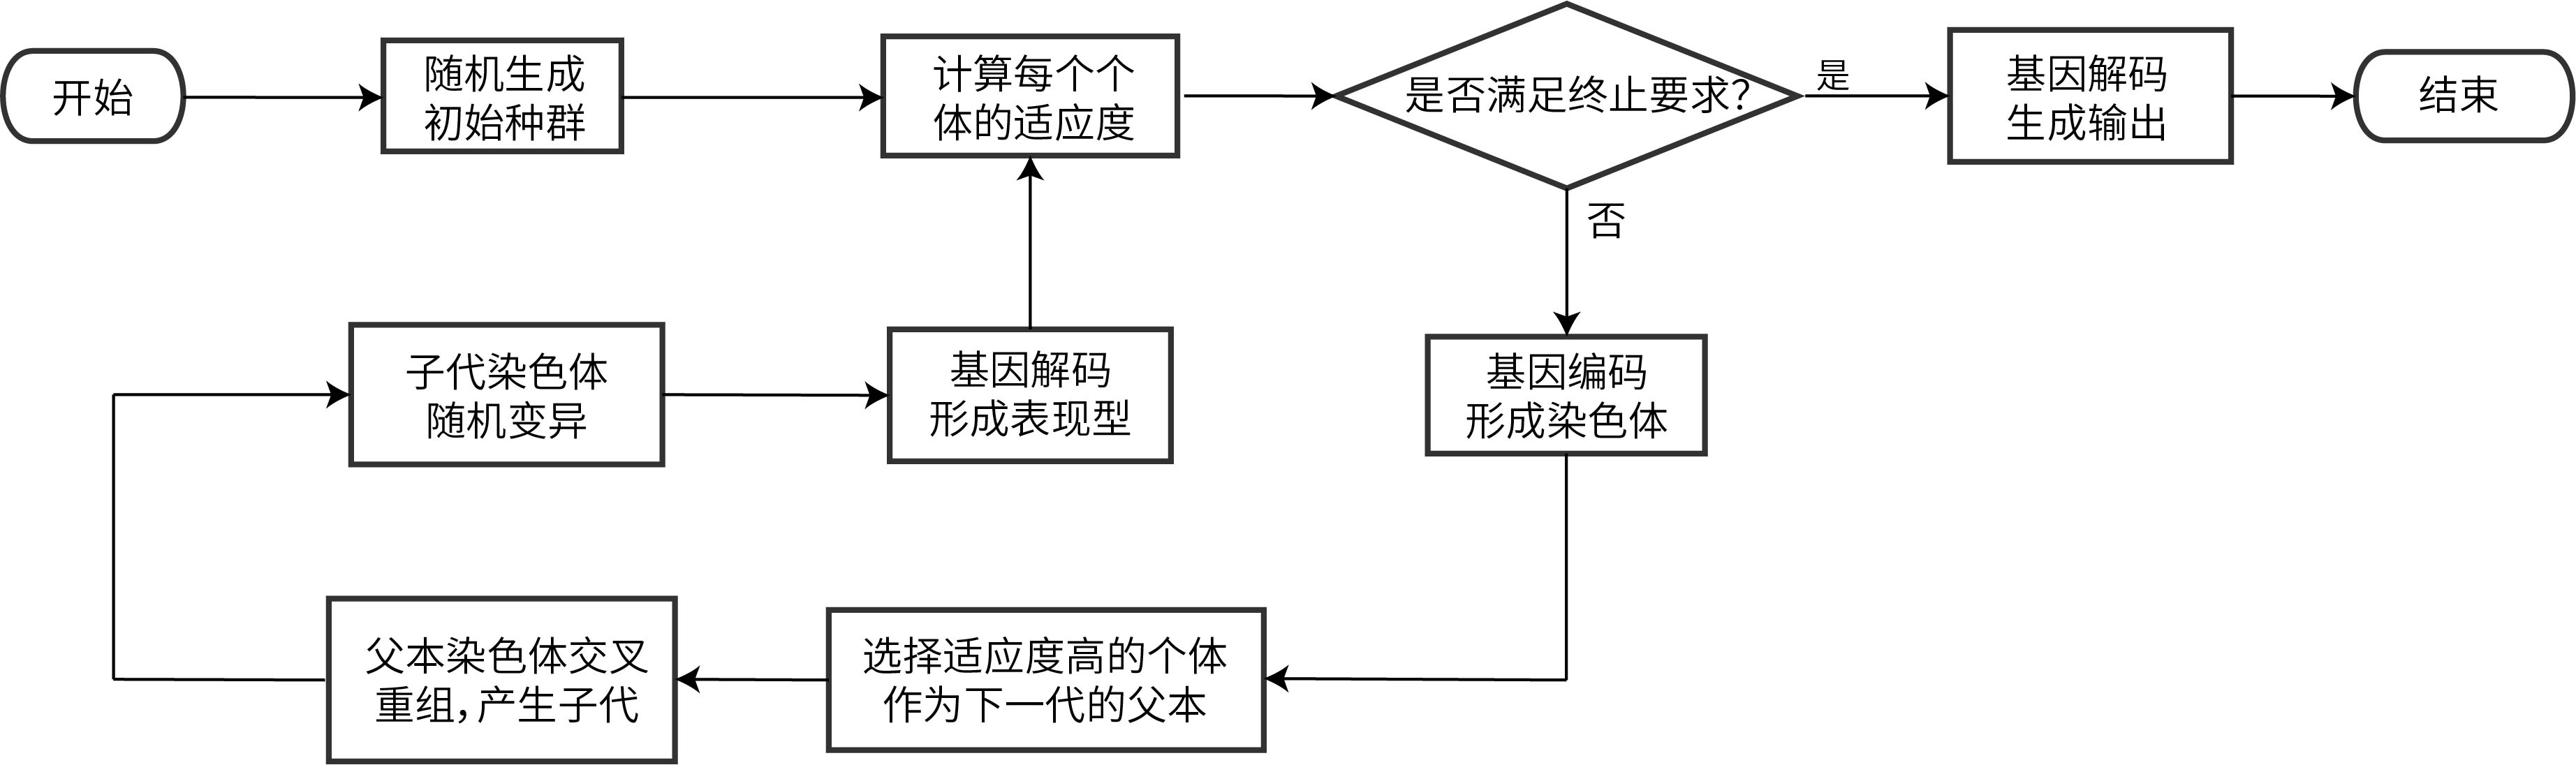 开始
随机生成
初始种群
计算每个个
体的适应度
是否满足终止要求？
是
基因解码
生成输出
结束
否
基因编码
形成染色体
选择适应度高的个体
作为下一代的父本
父本染色体交叉
重组，产生子代
子代染色体
随机变异
基因解码
形成表现型